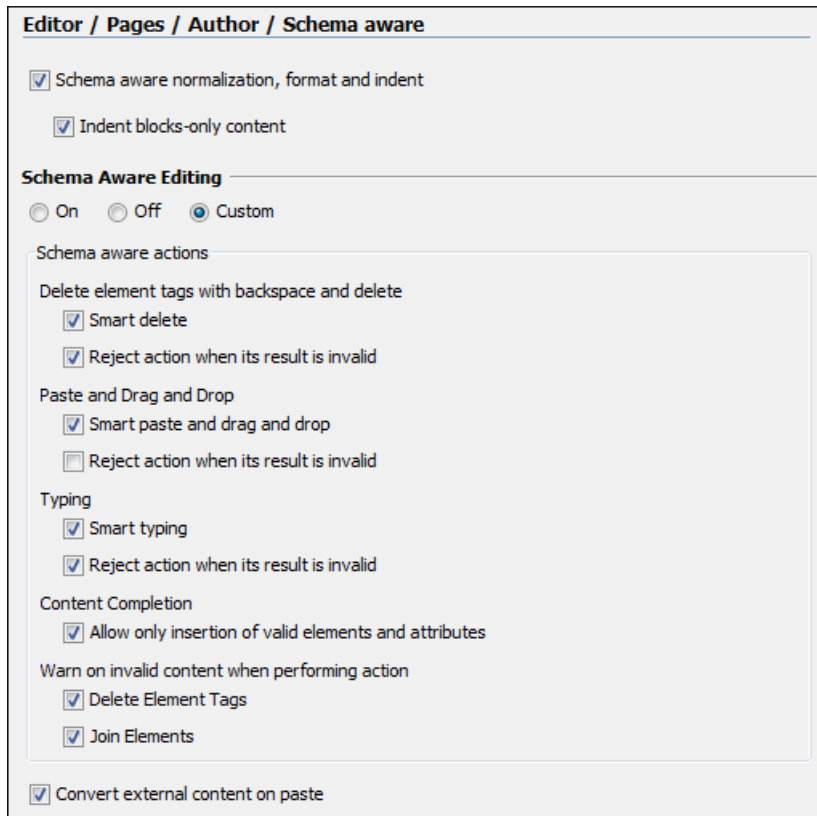 Editor / Pages / Author / Schema aware
Schema aware normalization, format and indent
Indent blocks-only content
Schema Aware Editing
On Off Custom
Schema aware actions
Delete element tags with backspace and delete
Smart delete
Reject action when its result is invalid
Paste and Drag and Drop
Smart paste and drag and drop
Reject action when its result is invalid
Typing
Smart typing
Reject action when its result is invalid
Content Completion
Allow only insertion of valid elements and attributes
Warn on invalid content when performing action
Delete Element Tags
Join Elements
Convert external content on paste